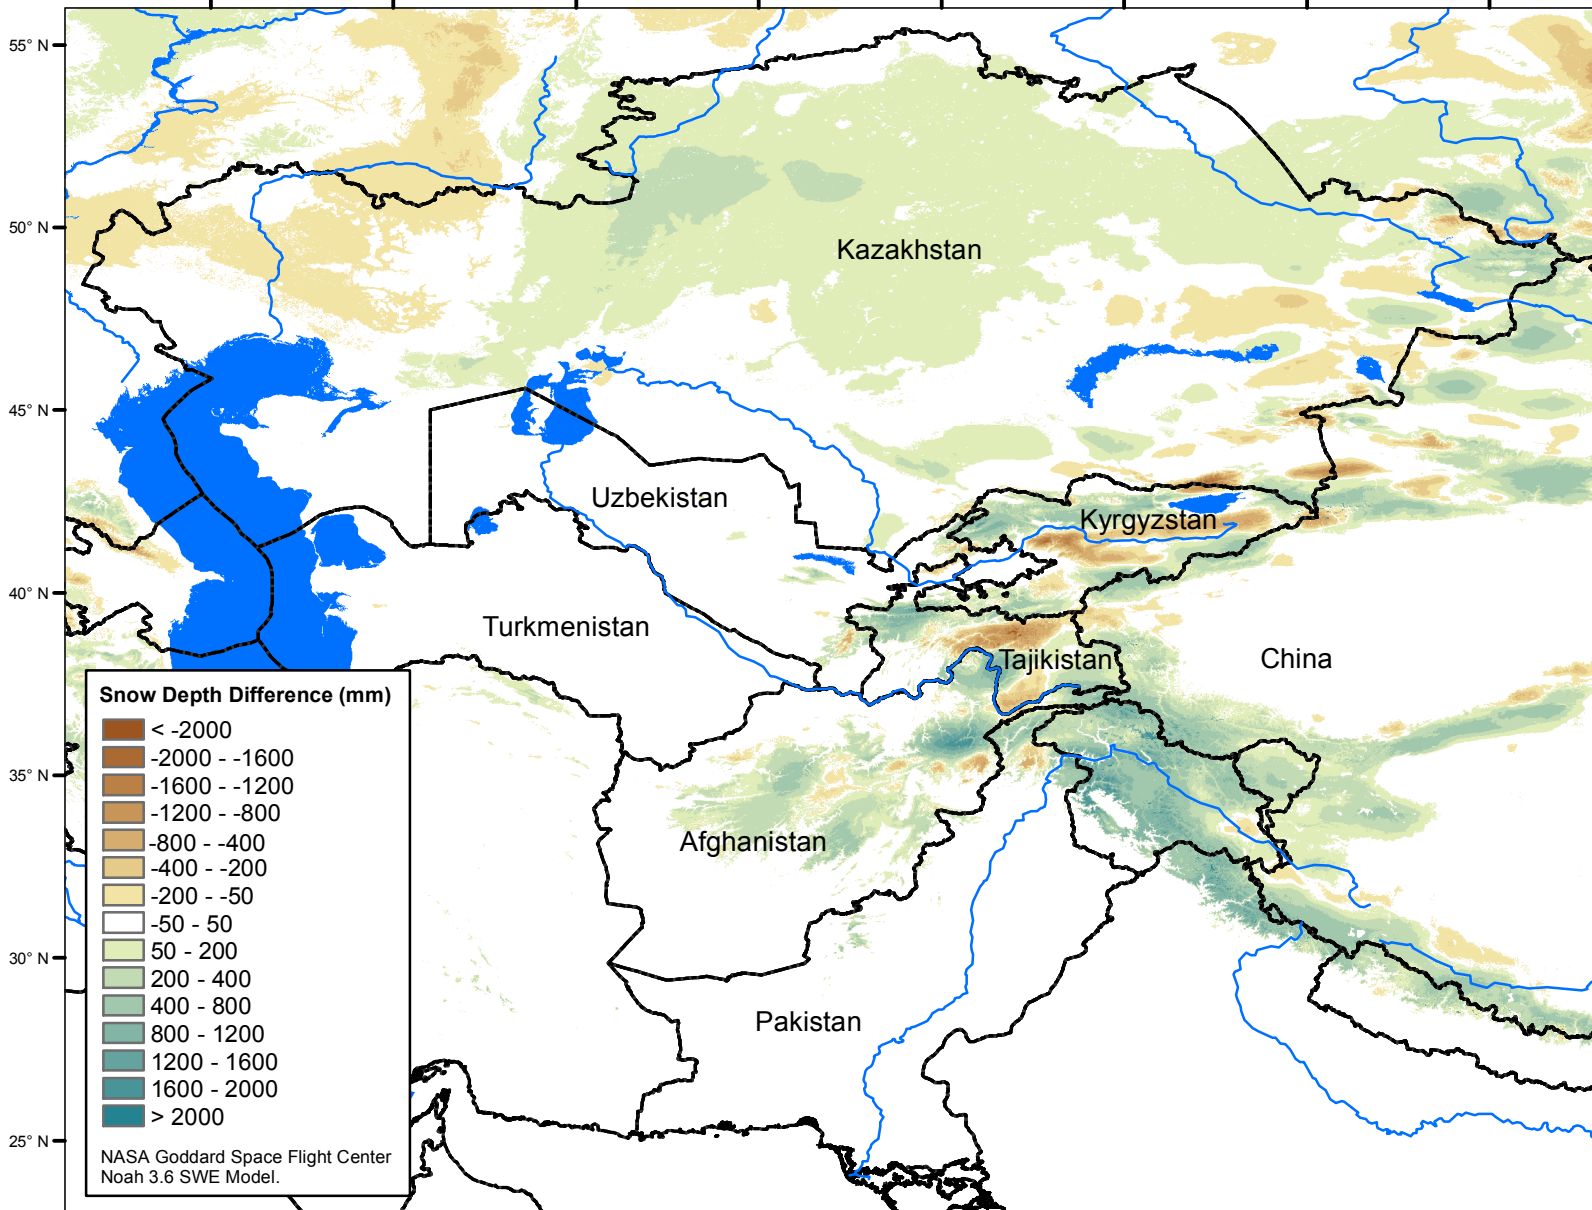 55° N
50° N
Kazakhstan
45° N
Uzbekistan
Kyrgyzstan
40° N
Turkmenistan
Tajikistan
China
35° N
Afghanistan
30° N
Pakistan
25° N
Snow Depth Difference (mm)
< -2000
-2000 - -1600
-1600 - -1200
-1200 - -800
-800 - -400
-400 - -200
-200 - -50
-50 - 50
50 - 200
200 - 400
400 - 800
800 - 1200
1200 - 1600
1600 - 2000
> 2000
NASA Goddard Space Flight Center
Noah 3.6 SWE Model.